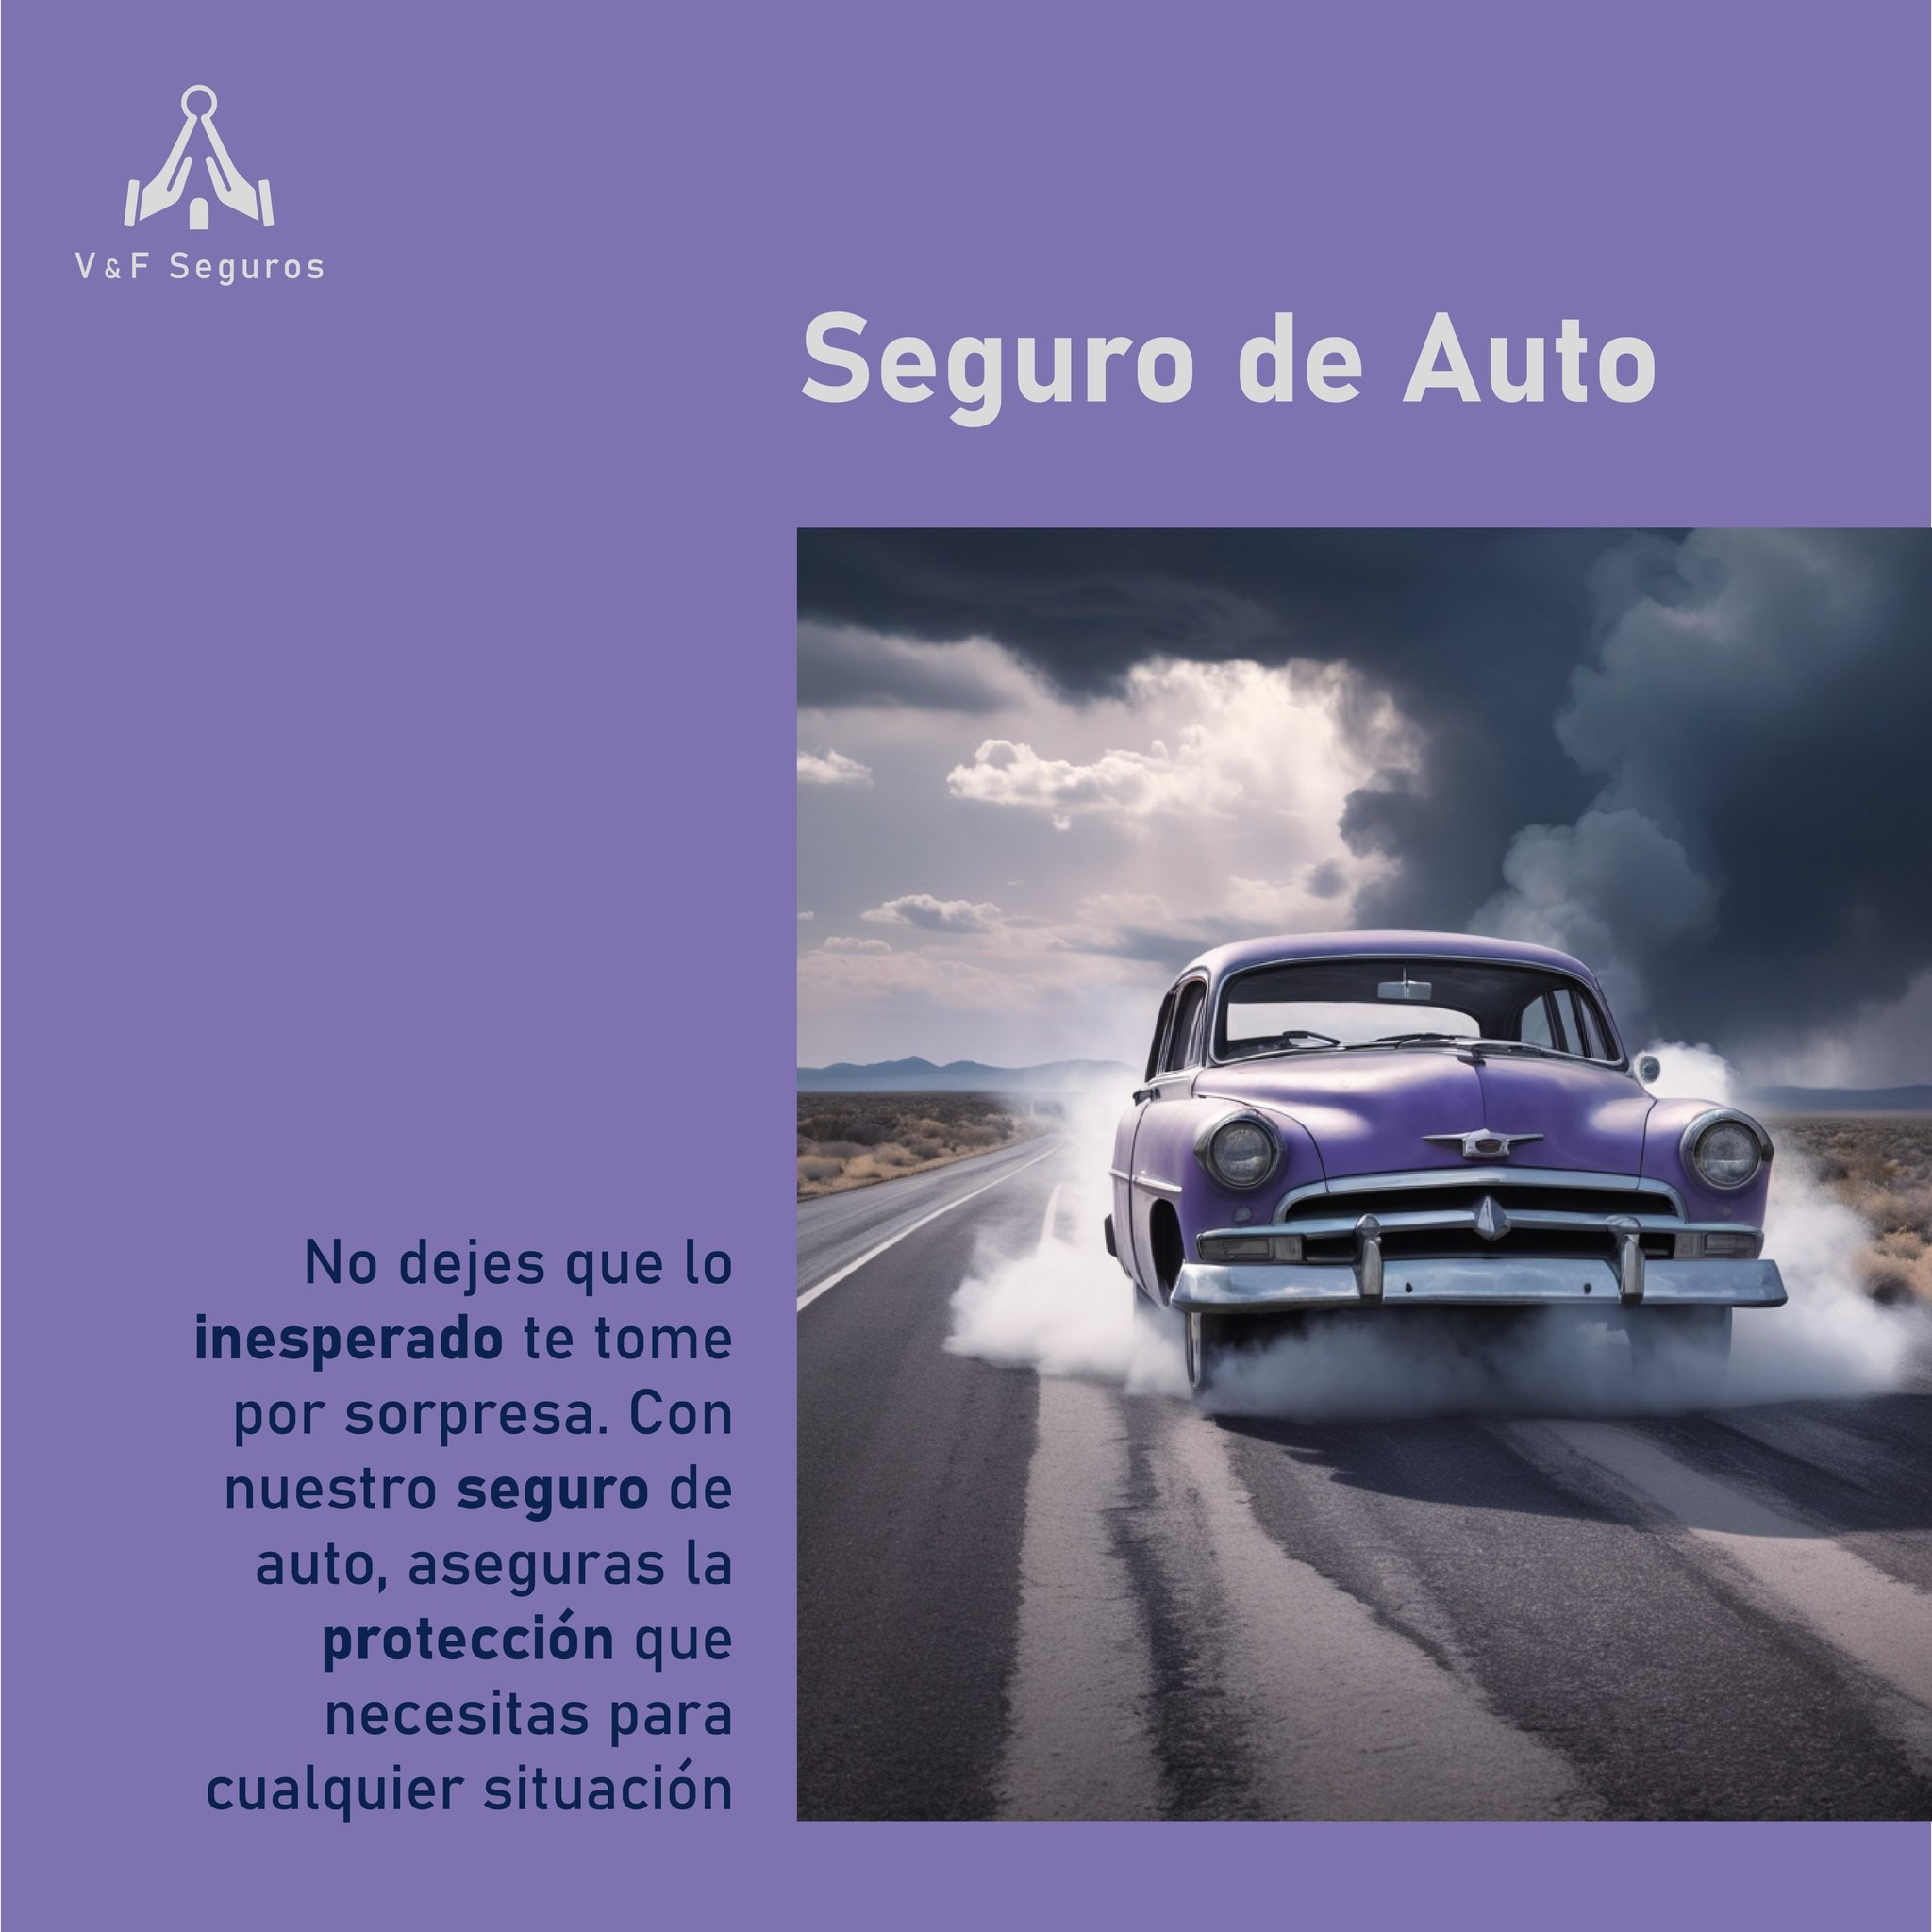 V & F Seguros
Seguro de Auto
No dejes que lo
inesperado te tome
por sorpresa. Con
nuestro seguro de
auto, aseguras la
protección que
necesitas para
cualquier situación